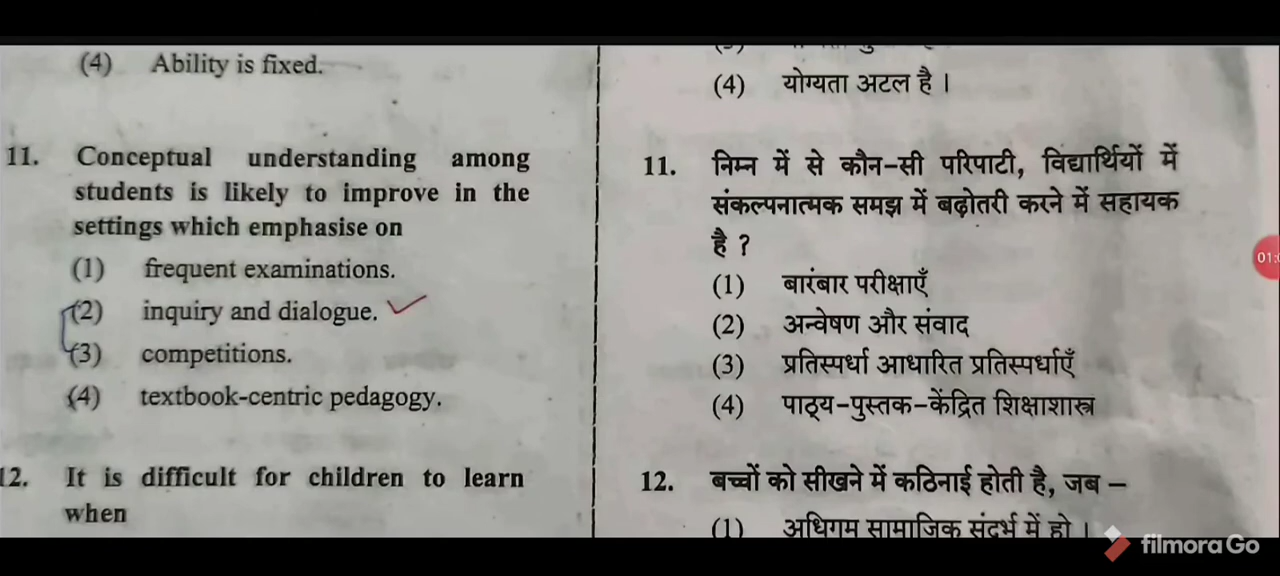 (4) Ability is fixed.
11. Conceptual understanding among
students is likely to improve in the
settings which emphasise on
(1) frequent examinations.
(2) inquiry and dialogue.
(3) competitions.
(4) textbook-centric pedagogy.
12. It is difficult for children to learn
when
(4) योग्यता अटल है ।
11. निम्न में से कौन-सी परिपाटी, विद्यार्थियों में
संकल्पनात्मक समझ में बढ़ोतरी करने में सहायक
है ?
(1) बारंबार परीक्षाएँ
(2) अन्वेषण और संवाद
(3) प्रतिस्पर्धा आधारित प्रतिस्पर्धाएँ
(4) पाठ्य-पुस्तक-केंद्रित शिक्षाशास्त्र
12. बच्चों को सीखने में कठिनाई होती है, जब –
(1) अधिगम सामाजिक संदर्भ में हो ।
filmora Go